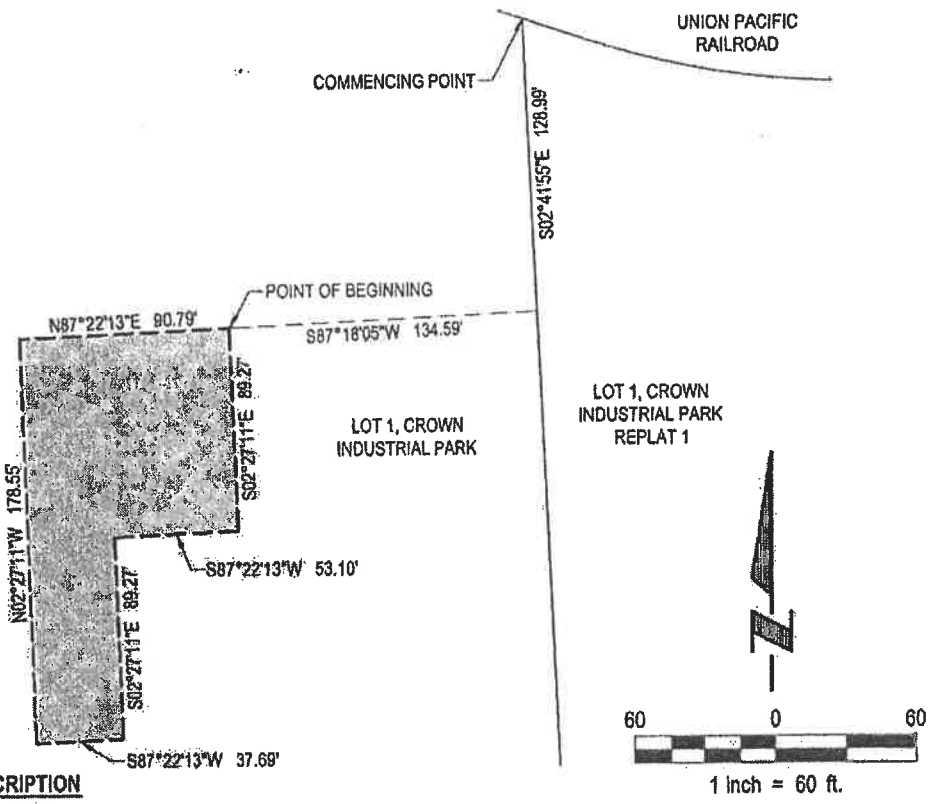 UNION PACIFIC
RAILROAD
COMMENCING POINT
S02°41'55"E 128.99'
POINT OF BEGINNING
N87°22'13"E 90.79'
S87°18'05"W 134.59'
S02°27'11"E 89.27'
LOT 1, CROWN
INDUSTRIAL PARK
LOT 1, CROWN
INDUSTRIAL PARK
REPLAT 1
N02°27'11"W 178.55'
S87°22'13"W 53.10'
S02°27'11"E 89.27'
S87°22'13"W 37.69'
N
60 0 60
1 inch = 60 ft.
CRIPTION